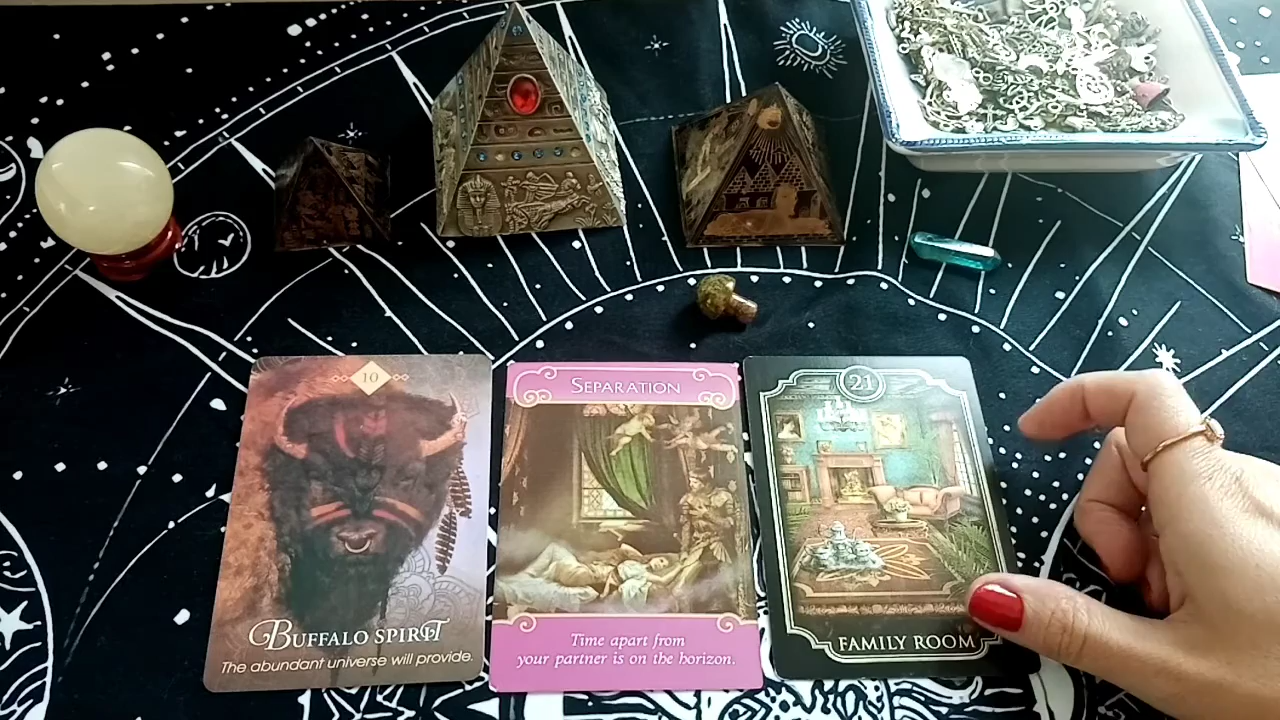 10
BUFFALO SPIRIT
The abundant universe will provide.
SEPARATION
Time apart from
your partner is on the horizon.
21
FAMILY ROOM